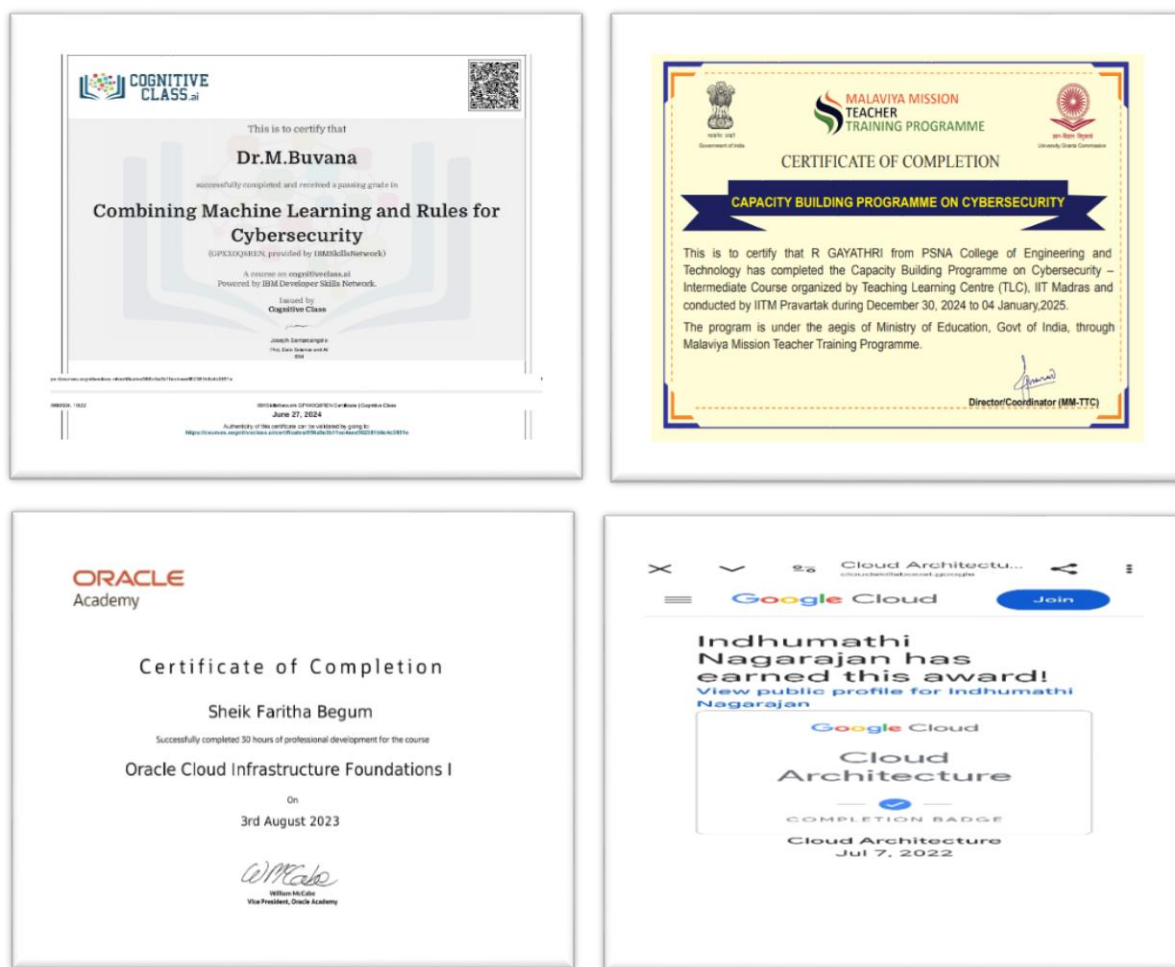 COGNITIVE
CLASS.ai
This is to certify that
Dr.M.Buvana
successfully completed and received a passing grade in
Combining Machine Learning and Rules for
Cybersecurity
provided by IBMSkillsNetwork)
A course on cognitiveclass.ai
Powered by IBM Developer Skills Network.
Issued by
Cognitive Class
June 27, 2024
Authenticity of this certificate can be validated by going to:
MALAVIYA MISSION
TEACHER
TRAINING PROGRAMME
Government of India
University Grants Commission
CERTIFICATE OF COMPLETION
CAPACITY BUILDING PROGRAMME ON CYBERSECURITY
This is to certify that R GAYATHRI from PSNA College of Engineering and
Technology has completed the Capacity Building Programme on Cybersecurity –
Intermediate Course organized by Teaching Learning Centre (TLC), IIT Madras and
conducted by IITM Pravartak during December 30, 2024 to 04 January,2025.
The program is under the aegis of Ministry of Education, Govt of India, through
Malaviya Mission Teacher Training Programme.
Director/Coordinator (MM-TTC)
ORACLE
Academy
Certificate of Completion
Sheik Faritha Begum
Successfully completed 30 hours of professional development for the course
Oracle Cloud Infrastructure Foundations I
On
3rd August 2023
William McCabe
Vice President, Oracle Academy
Cloud Architectu...
Google Cloud
Join
Indhumathi
Nagarajan has
earned this award!
View public profile for Indhumathi
Nagarajan
Google Cloud
Cloud
Architecture
COMPLETION BADGE
Cloud Architecture
Jul 7, 2022